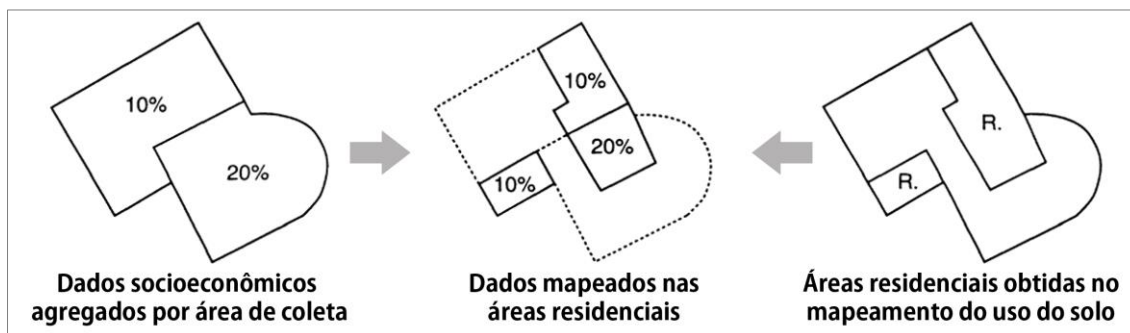 10%
20%
Dados socioeconômicos
agregados por área de coleta
10%
20%
10%
Dados mapeados nas
áreas residenciais
R.
R.
Áreas residenciais obtidas no
mapeamento do uso do solo